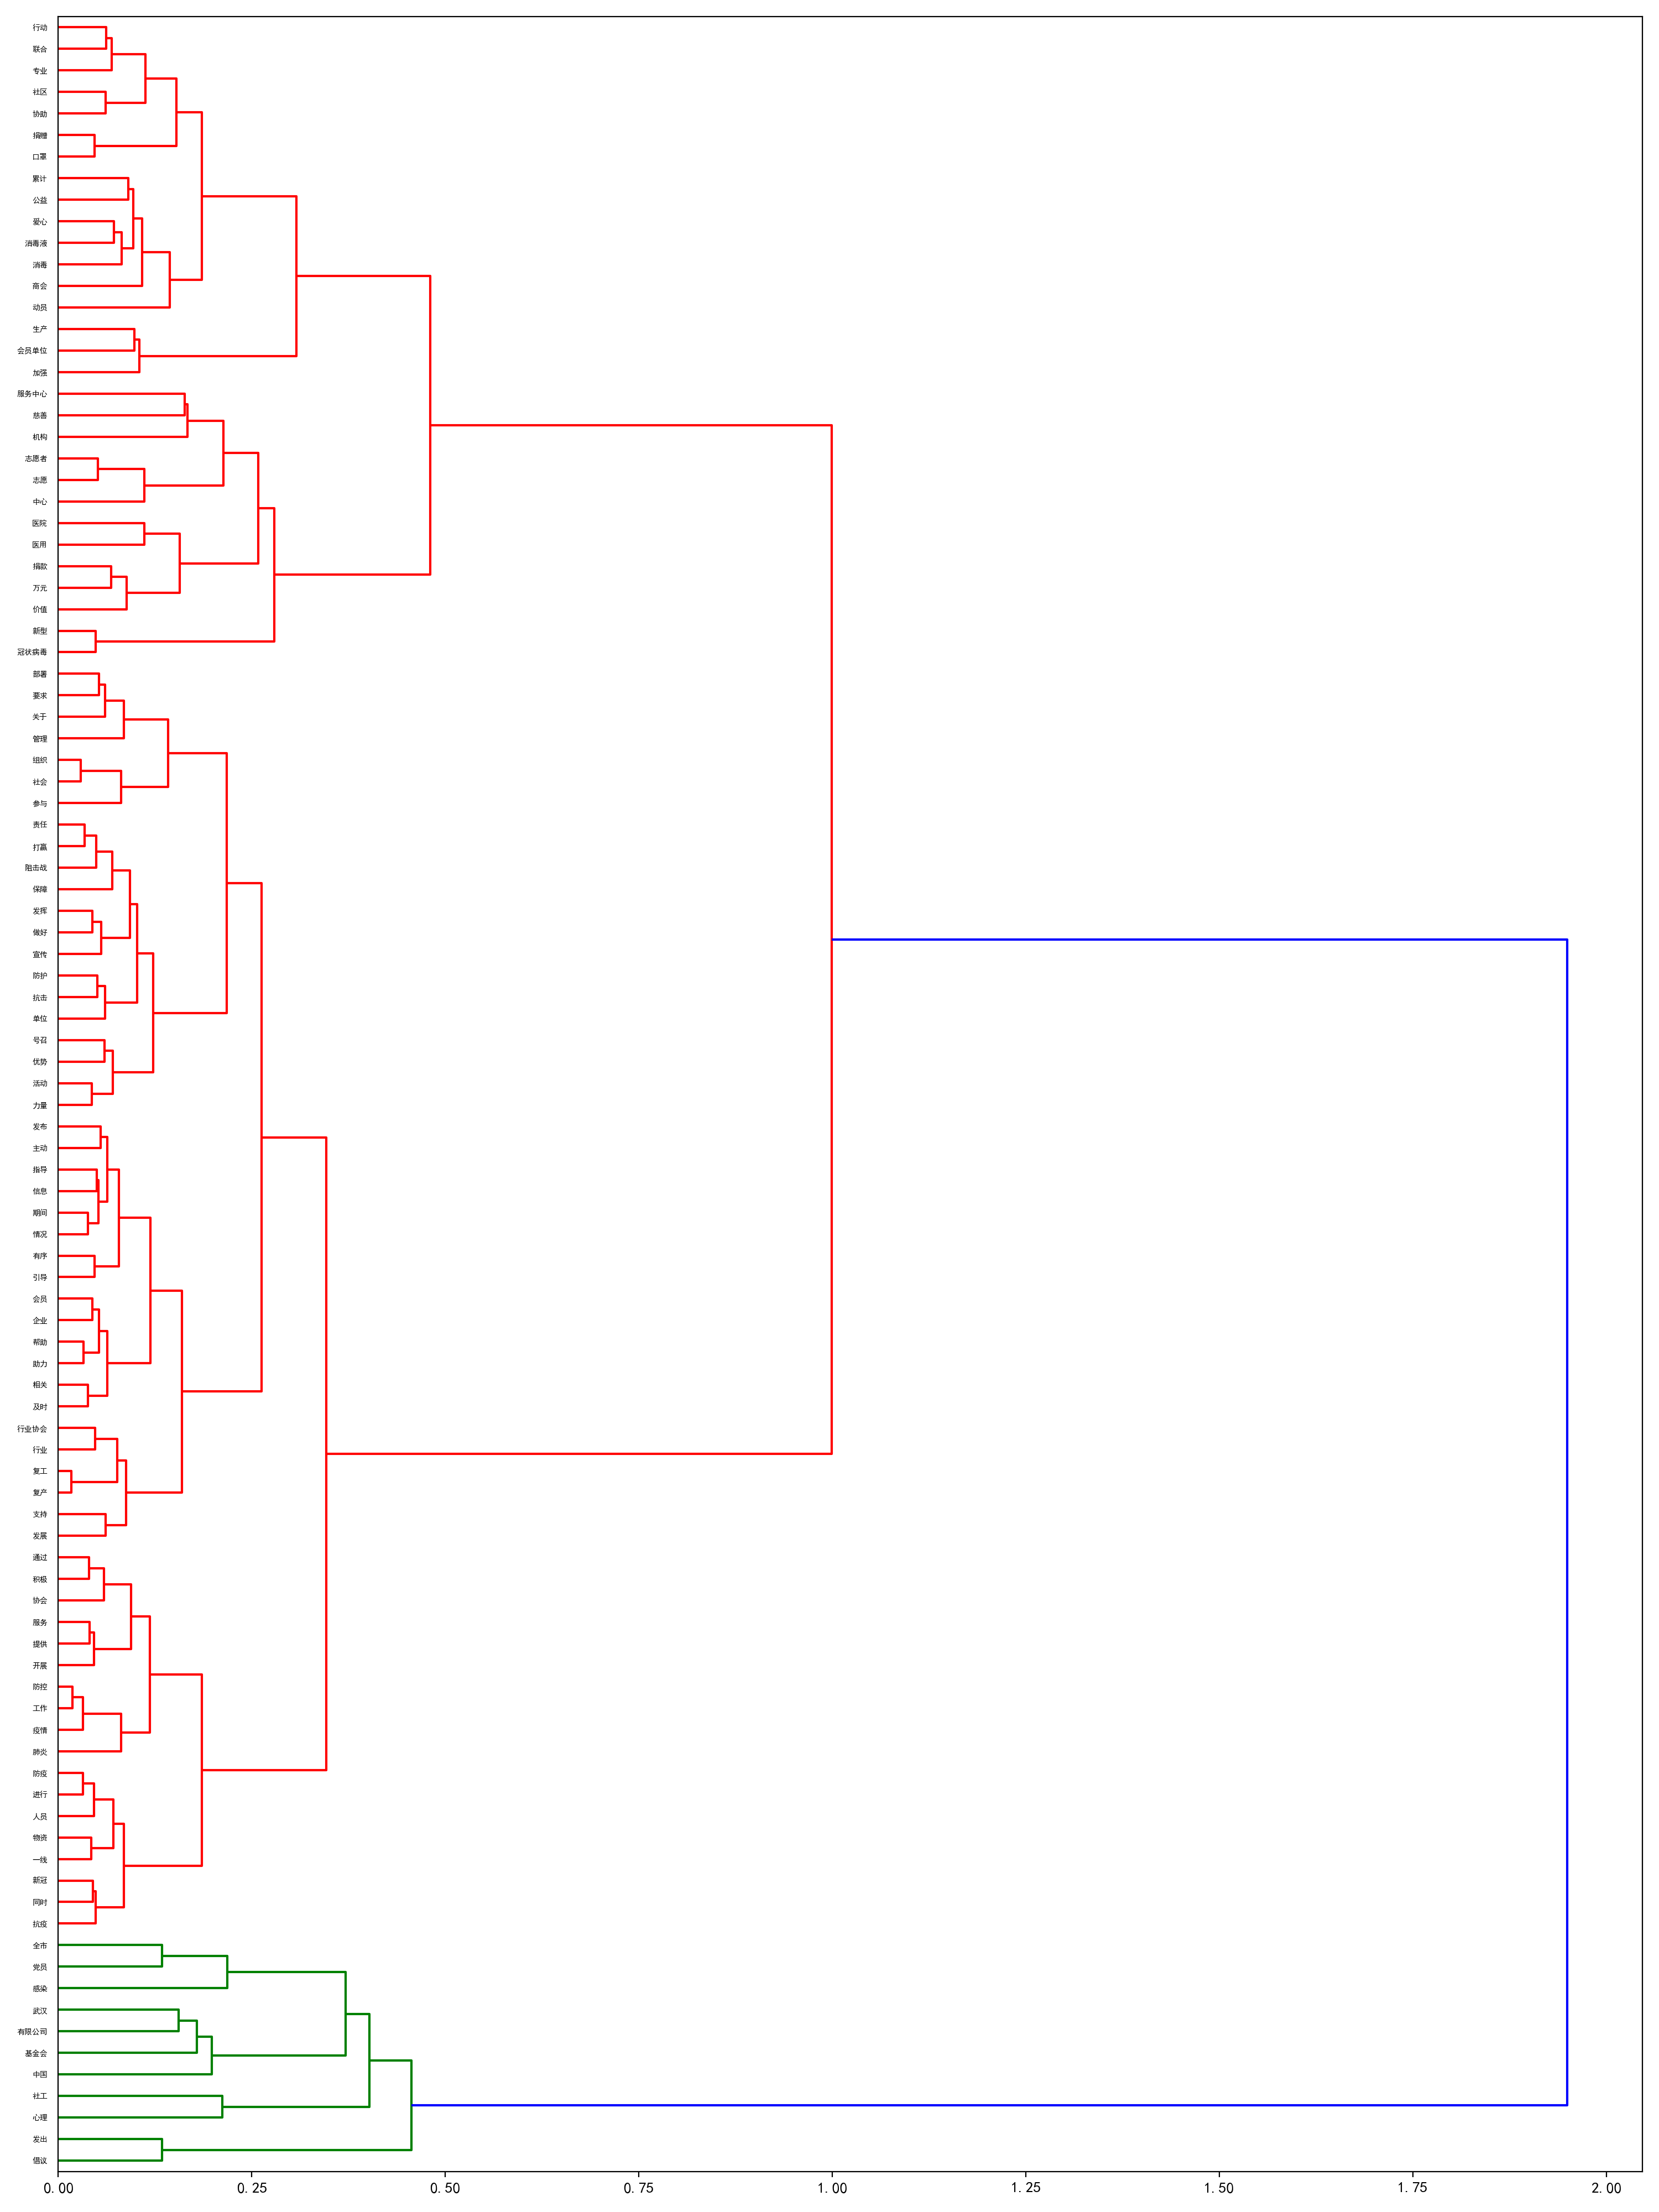 行动
联合
专业
社区
协助
捐赠
口罩
累计
公益
爱心
消毒液
消毒
商会
动员
生产
会员单位
加强
服务中心
慈善
机构
志愿者
志愿
中心
医院
医用
捐款
万元
价值
新型
冠状病毒
部署
要求
关于
管理
组织
社会
参与
责任
打赢
阻击战
保障
发挥
做好
宣传
防护
抗击
单位
号召
优势
活动
力量
发布
主动
指导
信息
期间
情况
有序
引导
会员
企业
帮助
助力
相关
及时
行业协会
行业
复工
复产
支持
发展
通过
积极
协会
服务
提供
开展
防控
工作
疫情
肺炎
防疫
进行
人员
物资
一线
新冠
同时
抗疫
全市
党员
感染
武汉
有限公司
基金会
中国
社工
心理
发出
倡议
0.00 0.25 0.50 0.75 1.00 1.25 1.50 1.75 2.00